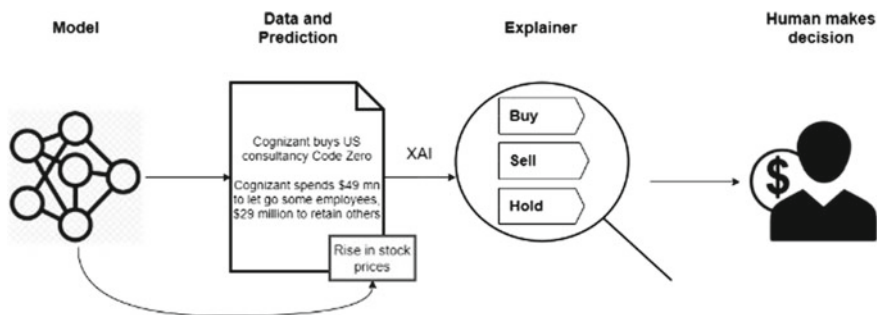 Model
Data and
Prediction
Explainer
Human makes
decision
Cognizant buys US
consultancy Code Zero
Cognizant spends $49 mn
to let go some employees,
$29 million to retain others
Rise in stock
prices
XAI
Buy
Sell
Hold
$